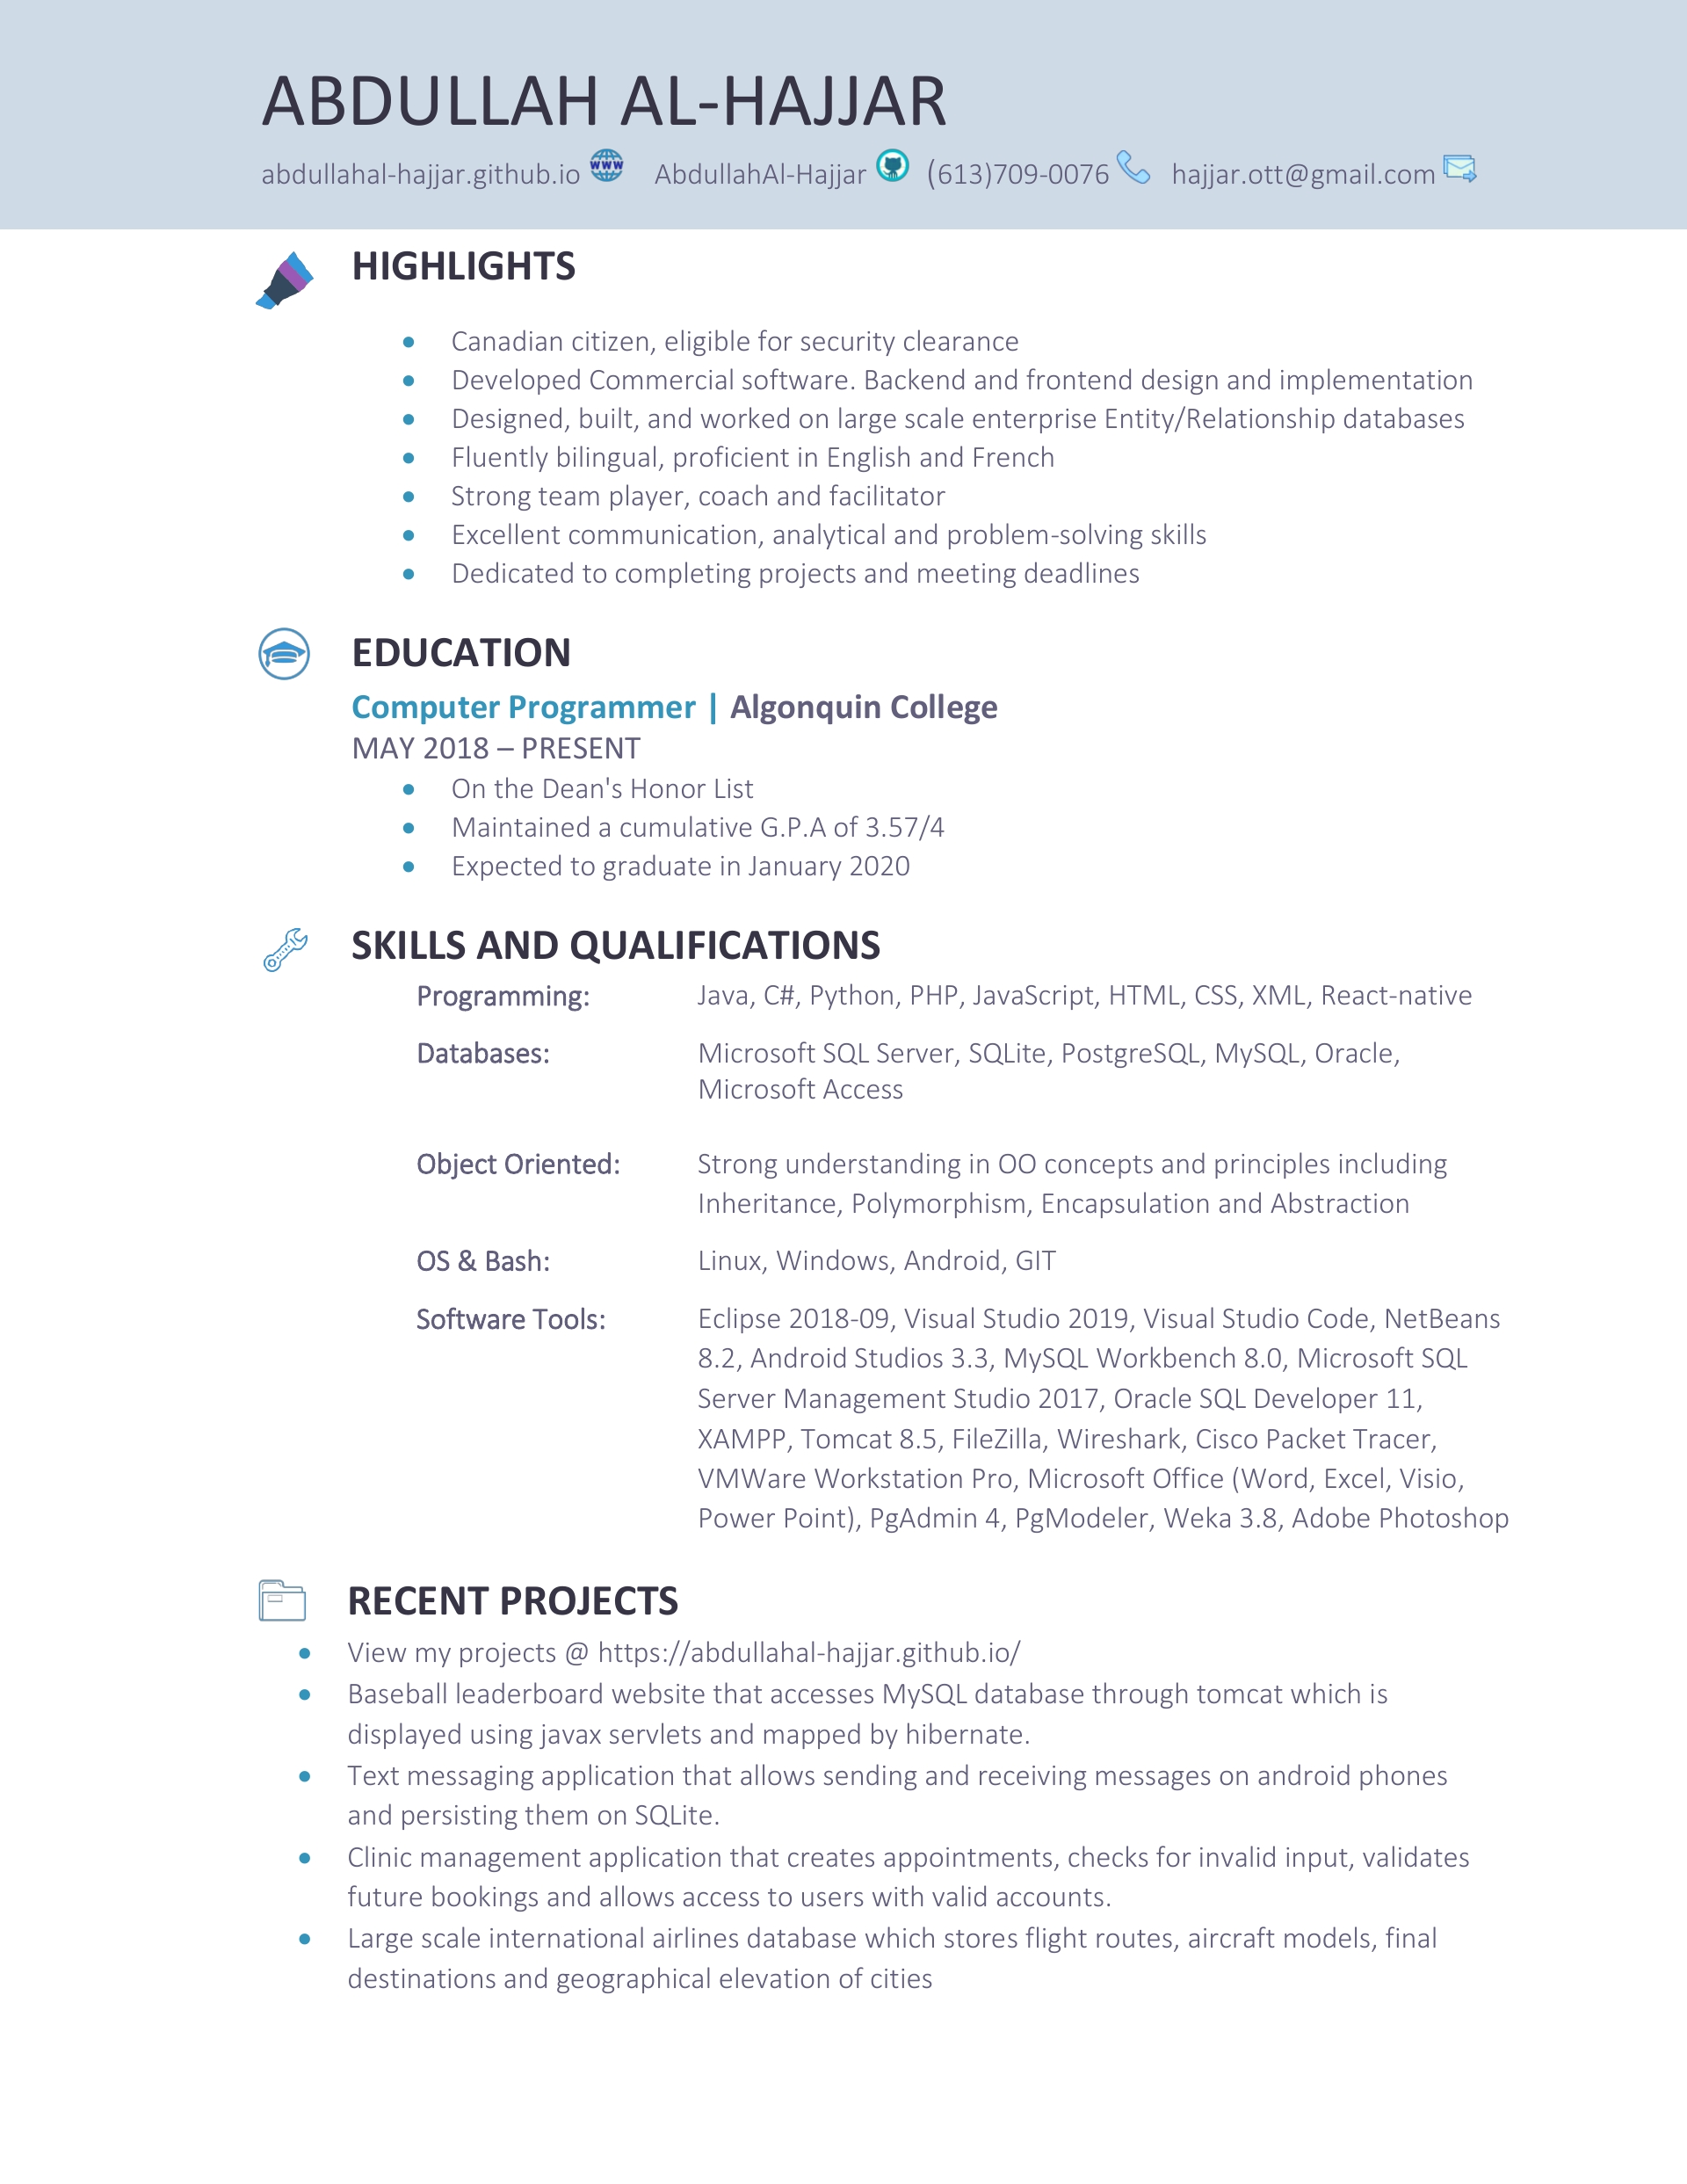 ABDULLAH AL-HAJJAR
abdullahal-hajjar.github.io WWW AbdullahAl-Hajjar (613)709-0076 hajjar.ott@gmail.com
HIGHLIGHTS
• Canadian citizen, eligible for security clearance
• Developed Commercial software. Backend and frontend design and implementation
• Designed, built, and worked on large scale enterprise Entity/Relationship databases
• Fluently bilingual, proficient in English and French
• Strong team player, coach and facilitator
• Excellent communication, analytical and problem-solving skills
• Dedicated to completing projects and meeting deadlines
EDUCATION
Computer Programmer | Algonquin College
MAY 2018 – PRESENT
• On the Dean's Honor List
• Maintained a cumulative G.P.A of 3.57/4
• Expected to graduate in January 2020
SKILLS AND QUALIFICATIONS
Programming: Java, C#, Python, PHP, JavaScript, HTML, CSS, XML, React-native
Databases: Microsoft SQL Server, SQLite, PostgreSQL, MySQL, Oracle,
Microsoft Access
Object Oriented: Strong understanding in OO concepts and principles including
Inheritance, Polymorphism, Encapsulation and Abstraction
OS & Bash: Linux, Windows, Android, GIT
Software Tools: Eclipse 2018-09, Visual Studio 2019, Visual Studio Code, NetBeans
8.2, Android Studios 3.3, MySQL Workbench 8.0, Microsoft SQL
Server Management Studio 2017, Oracle SQL Developer 11,
XAMPP, Tomcat 8.5, FileZilla, Wireshark, Cisco Packet Tracer,
VMWare Workstation Pro, Microsoft Office (Word, Excel, Visio,
Power Point), PgAdmin 4, PgModeler, Weka 3.8, Adobe Photoshop
RECENT PROJECTS
• View my projects @ https://abdullahal-hajjar.github.io/
• Baseball leaderboard website that accesses MySQL database through tomcat which is
displayed using javax servlets and mapped by hibernate.
• Text messaging application that allows sending and receiving messages on android phones
and persisting them on SQLite.
• Clinic management application that creates appointments, checks for invalid input, validates
future bookings and allows access to users with valid accounts.
• Large scale international airlines database which stores flight routes, aircraft models, final
destinations and geographical elevation of cities